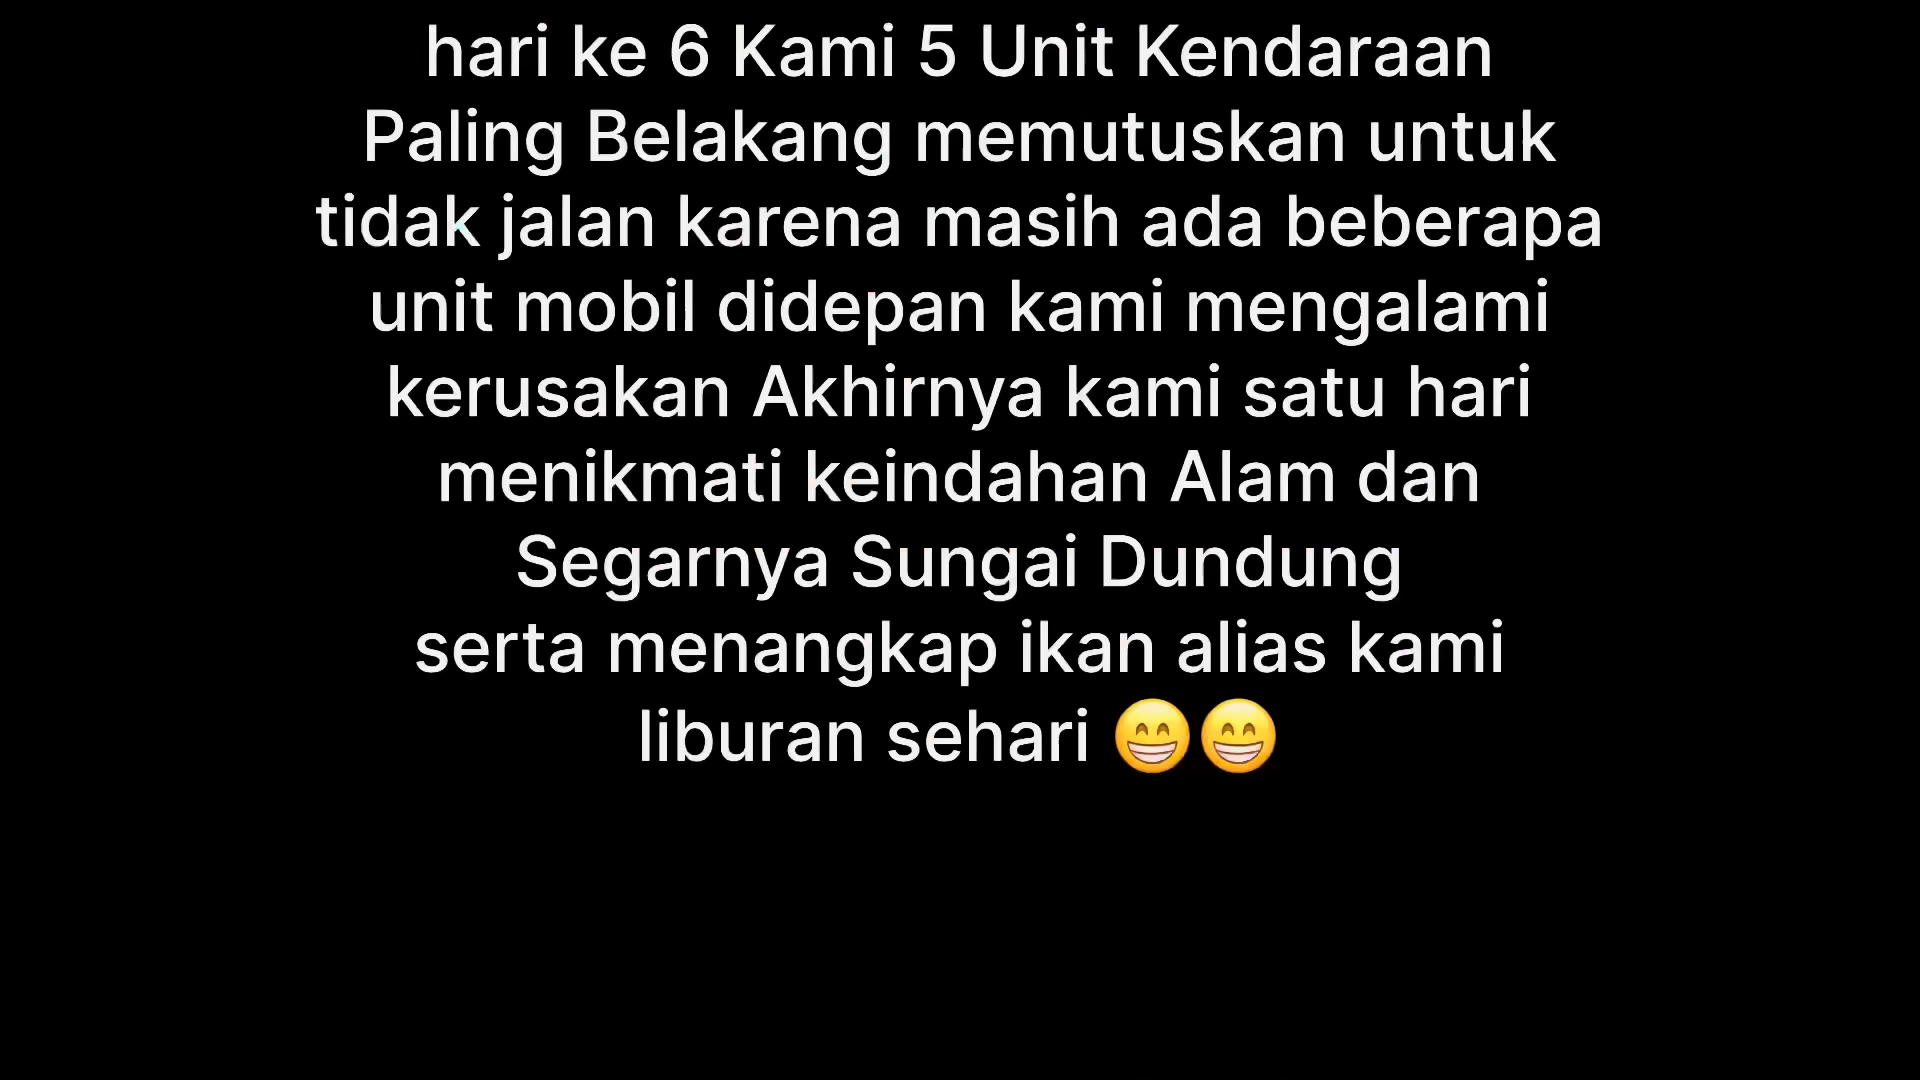 hari ke 6 Kami 5 Unit Kendaraan
Paling Belakang memutuskan untuk
tidak jalan karena masih ada beberapa
unit mobil didepan kami mengalami
kerusakan Akhirnya kami satu hari
menikmati keindahan Alam dan
Segarnya Sungai Dundung
serta menangkap ikan alias kami
liburan sehari 😁😁